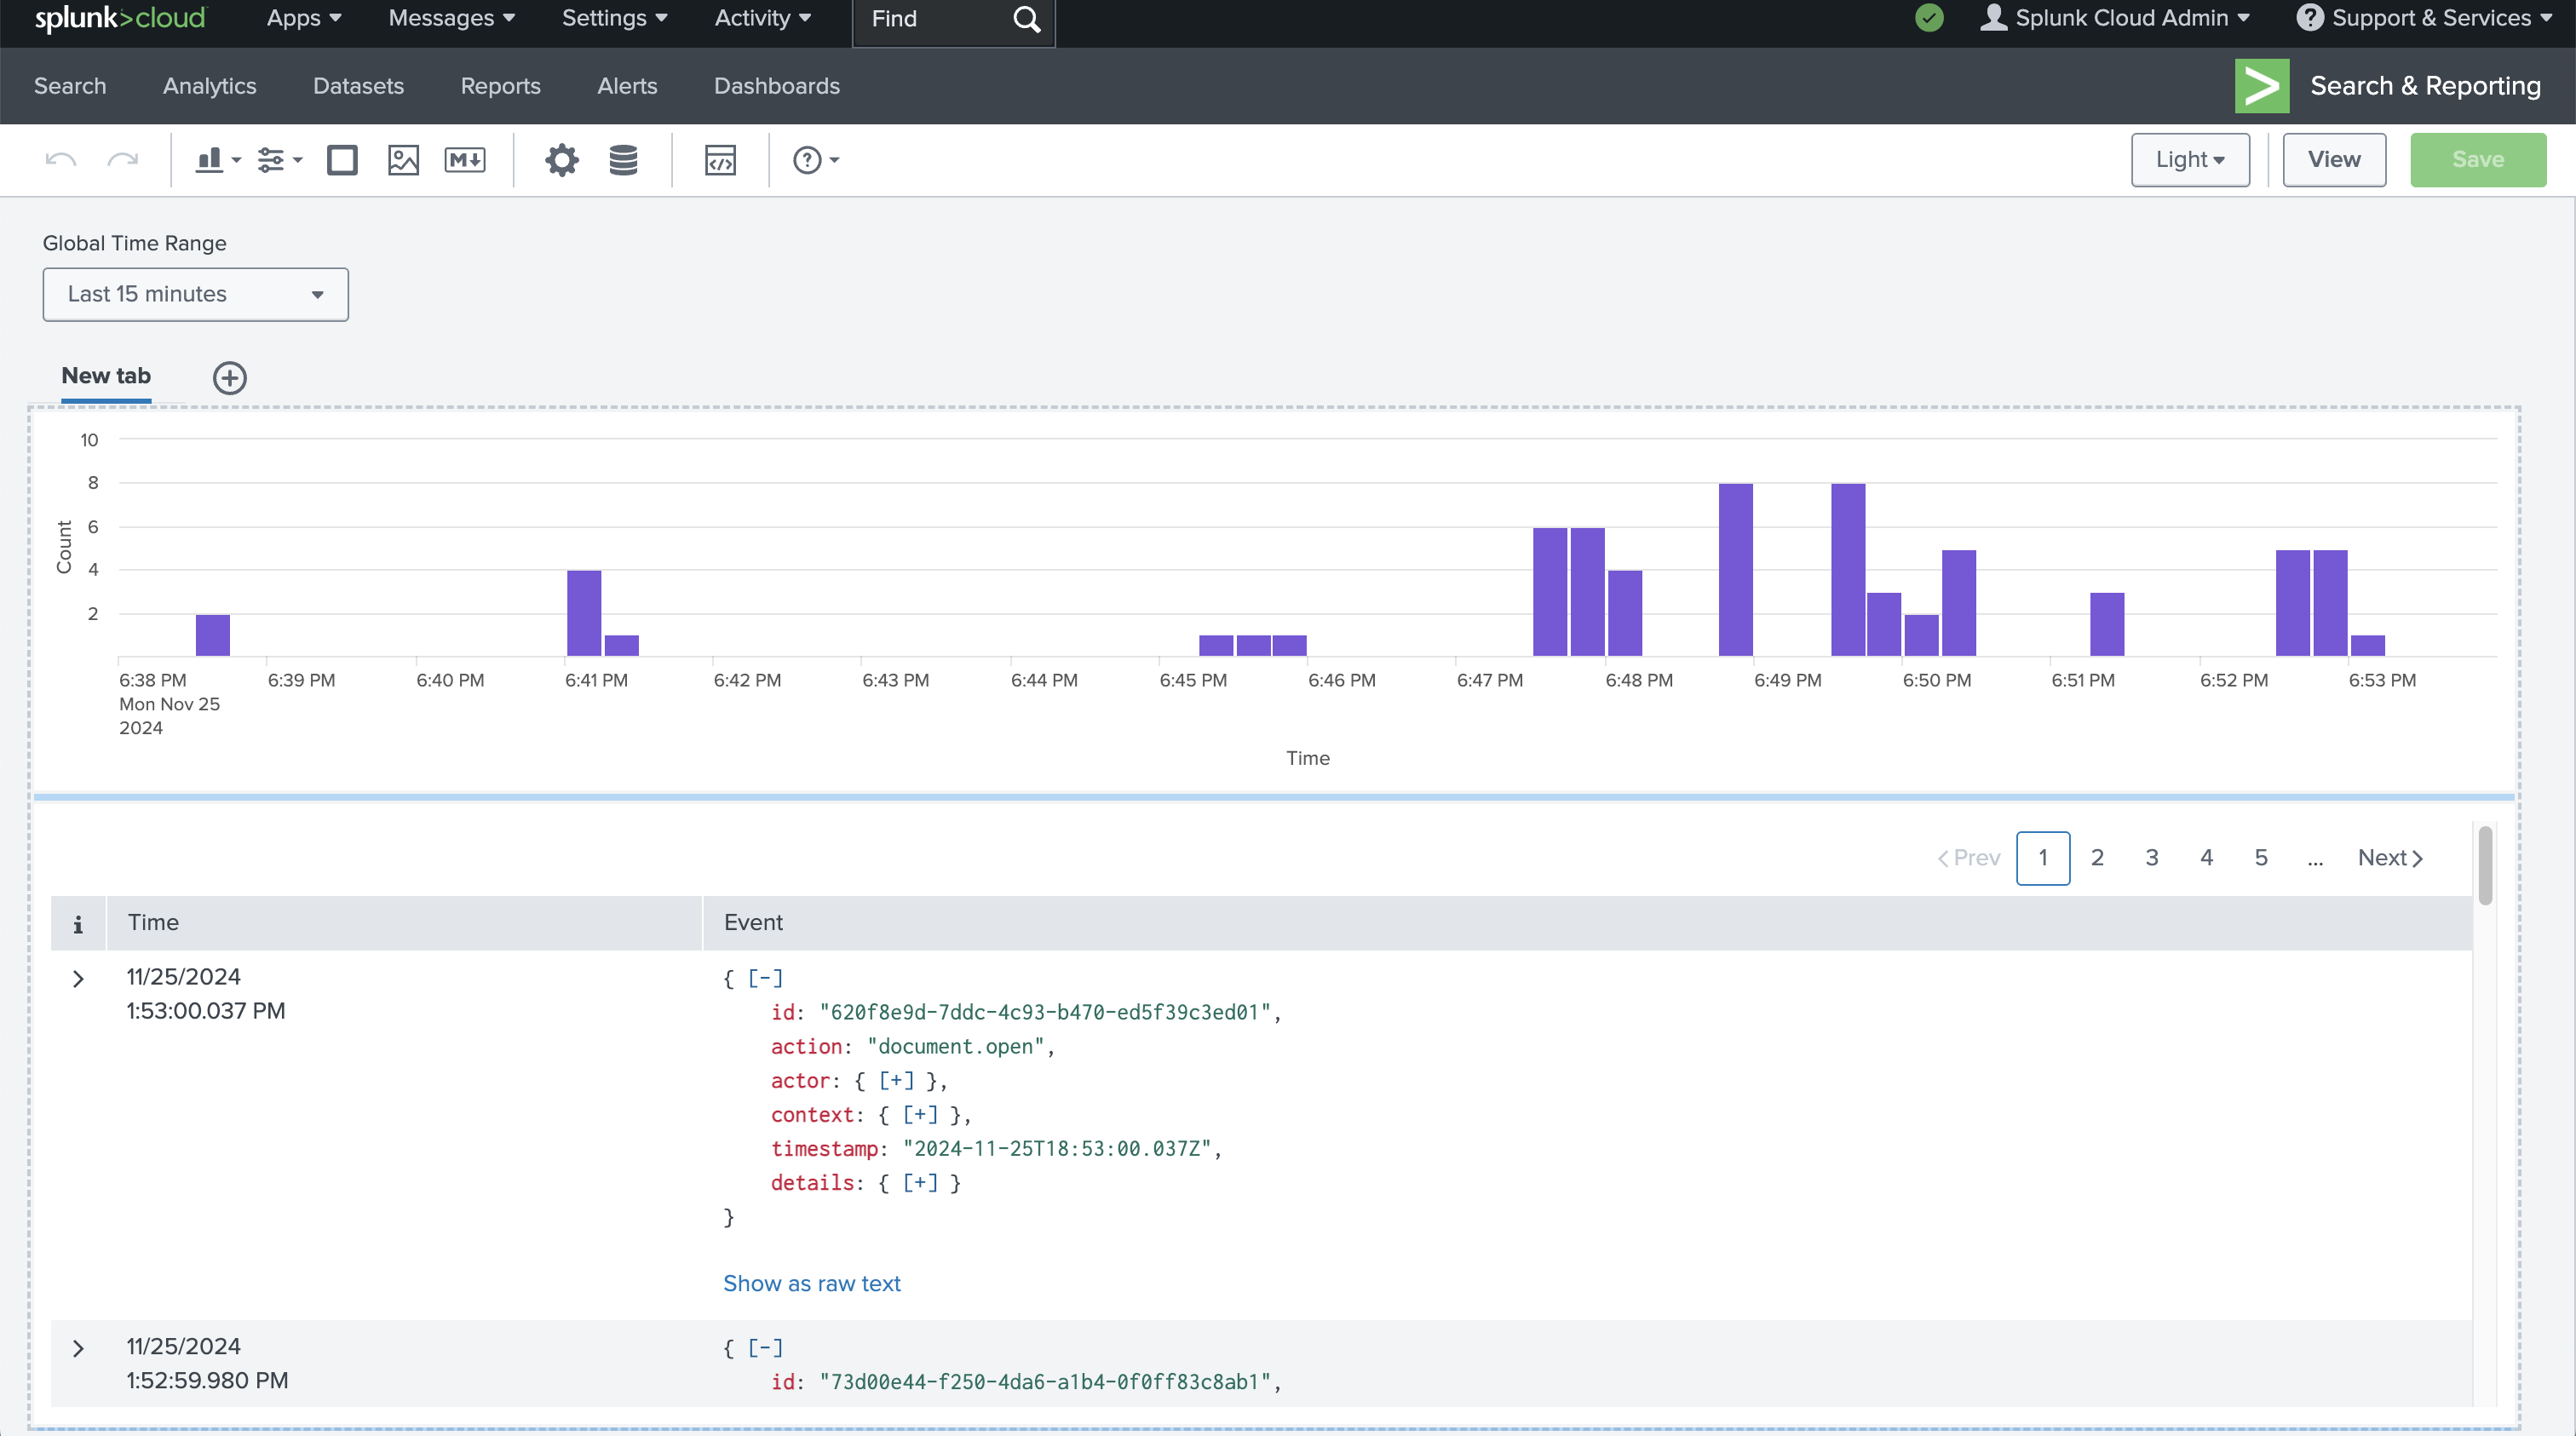 splunk>cloud Apps Messages Settings Activity Find Splunk Cloud Admin ? Support & Services
Search Analytics Datasets Reports Alerts Dashboards > Search & Reporting
M ? Light View Save
Global Time Range
Last 15 minutes
New tab
10
8
6
4
2
Count
6:38 PM 6:39 PM 6:40 PM 6:41 PM 6:42 PM 6:43 PM 6:44 PM 6:45 PM 6:46 PM 6:47 PM 6:48 PM 6:49 PM 6:50 PM 6:51 PM 6:52 PM 6:53 PM
Mon Nov 25
2024
Time
< Prev 1 2 3 4 5 ... Next >
i Time Event
> 11/25/2024 { [-]
1:53:00.037 PM id: "620f8e9d-7ddc-4c93-b470-ed5f39c3ed01",
action: "document.open",
actor: { [+] },
context: { [+] },
timestamp: "2024-11-25T18:53:00.037Z",
details: { [+] }
}
Show as raw text
> 11/25/2024 { [-]
1:52:59.980 PM id: "73d00e44-f250-4da6-a1b4-0f0ff83c8ab1",